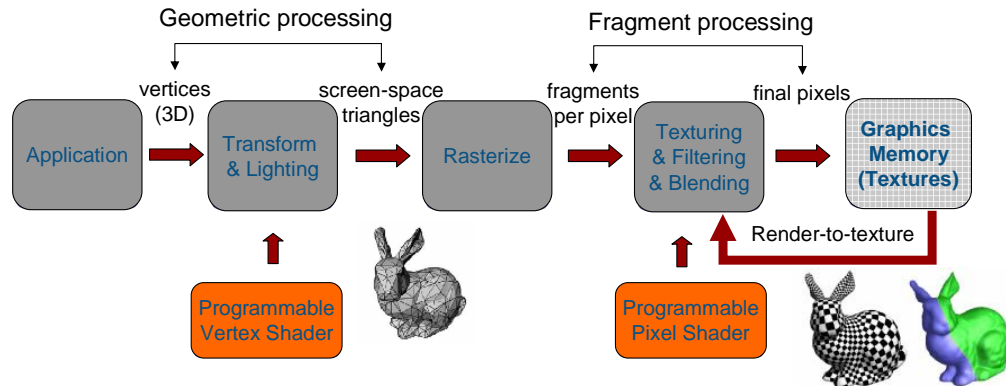 Geometric processing
Fragment processing
vertices
(3D)
screen-space
triangles
fragments
per pixel
final pixels
Application
Transform
& Lighting
Rasterize
Texturing
& Filtering
& Blending
Graphics
Memory
(Textures)
Render-to-texture
Programmable
Vertex Shader
Programmable
Pixel Shader